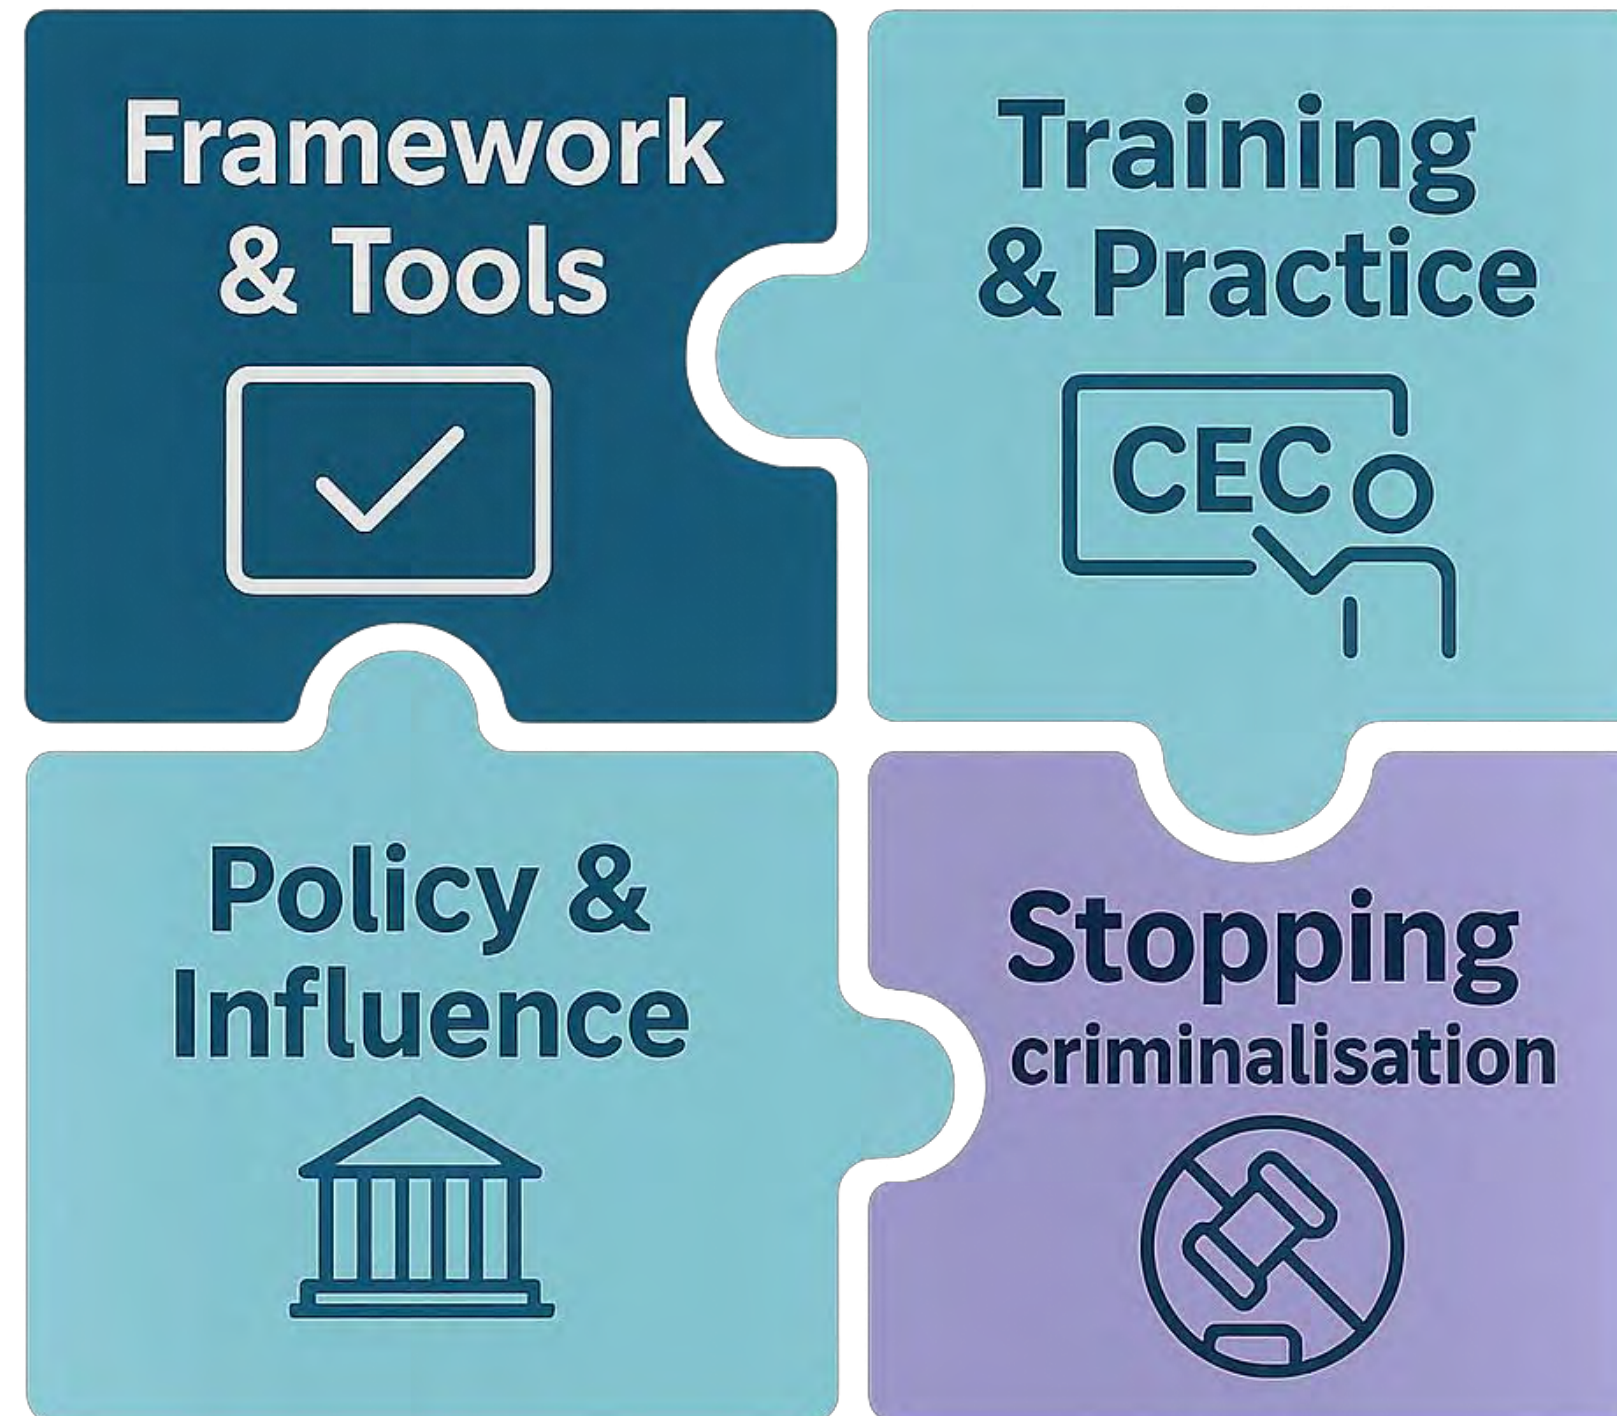 Framework
& Tools
Training
& Practice
CEC
Policy &
Influence
Stopping
criminalisation